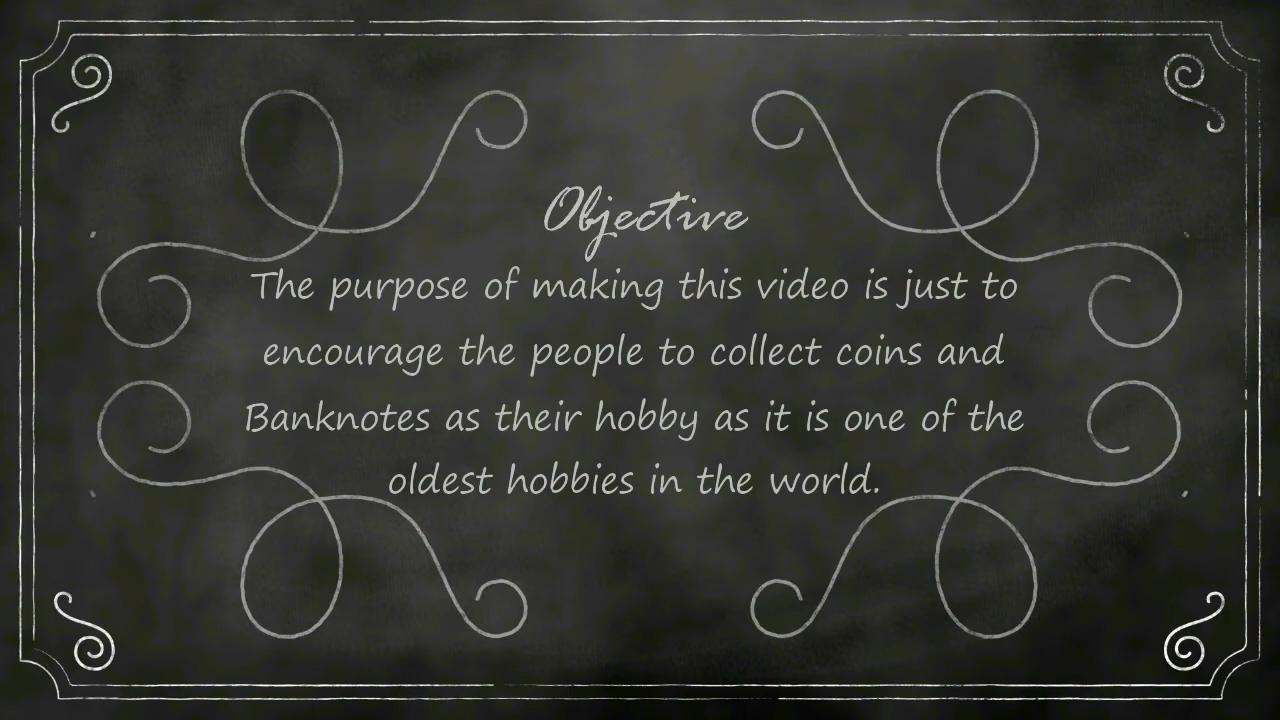 Objective
The purpose of making this video is just to
encourage the people to collect coins and
Banknotes as their hobby as it is one of the
oldest hobbies in the world.